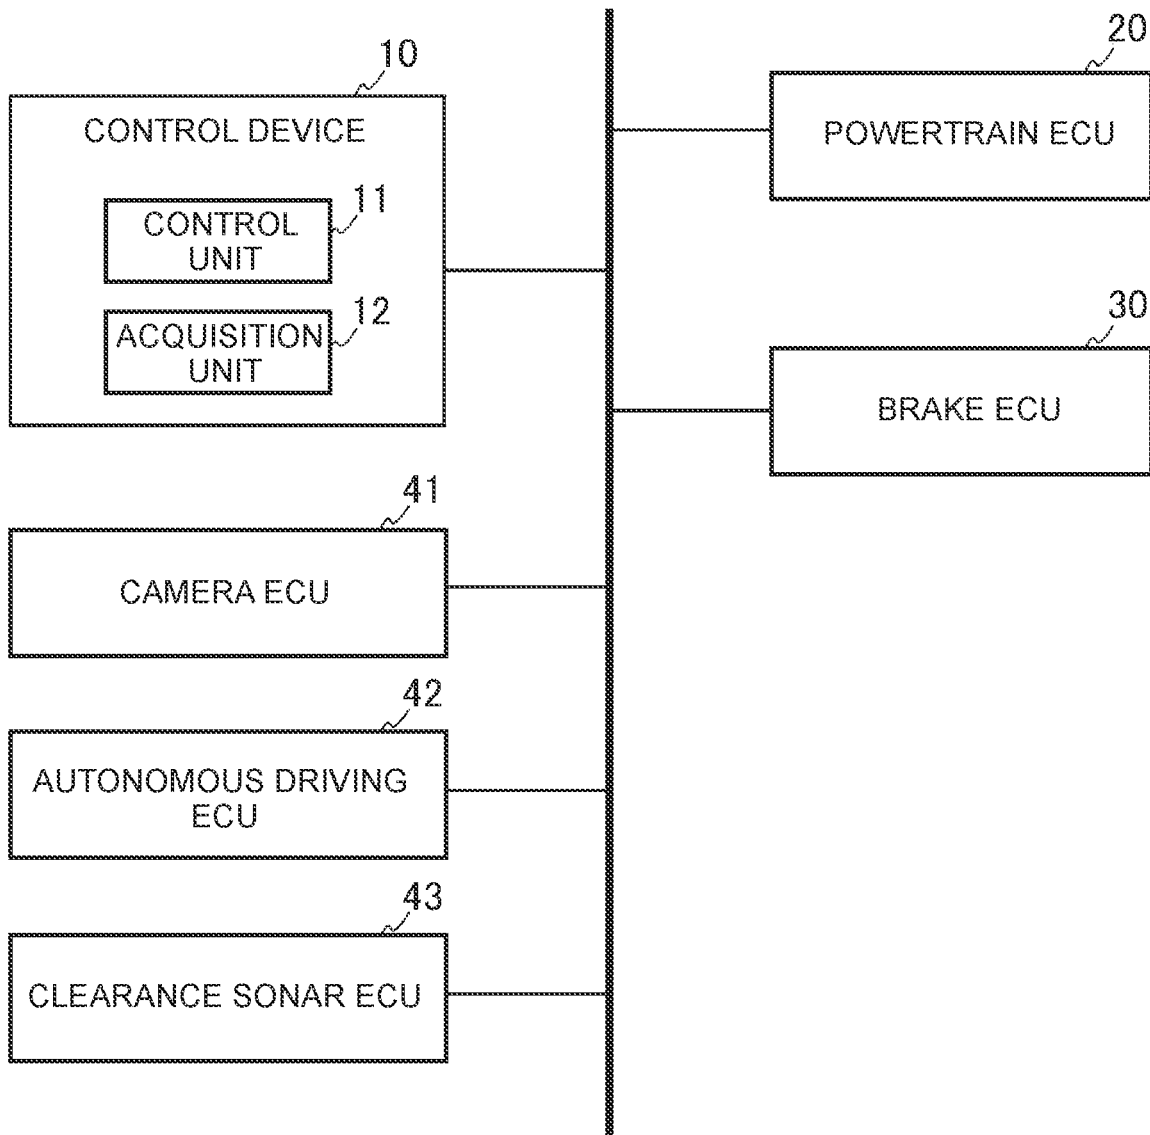 10
CONTROL DEVICE
11
CONTROL
UNIT
12
ACQUISITION
UNIT
20
POWERTRAIN ECU
30
BRAKE ECU
41
CAMERA ECU
42
AUTONOMOUS DRIVING
ECU
43
CLEARANCE SONAR ECU